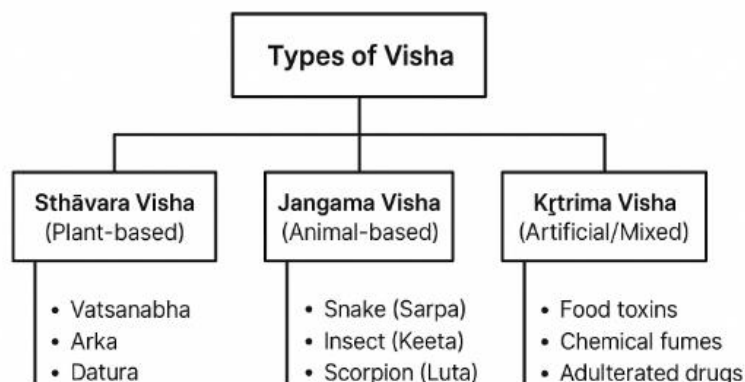 Types of Visha
Sthāvara Visha
(Plant-based)
• Vatsanabha
• Arka
• Datura
Jangama Visha
(Animal-based)
• Snake (Sarpa)
• Insect (Keeta)
• Scorpion (Luta)
Kṛtrima Visha
(Artificial/Mixed)
• Food toxins
• Chemical fumes
• Adulterated drugs